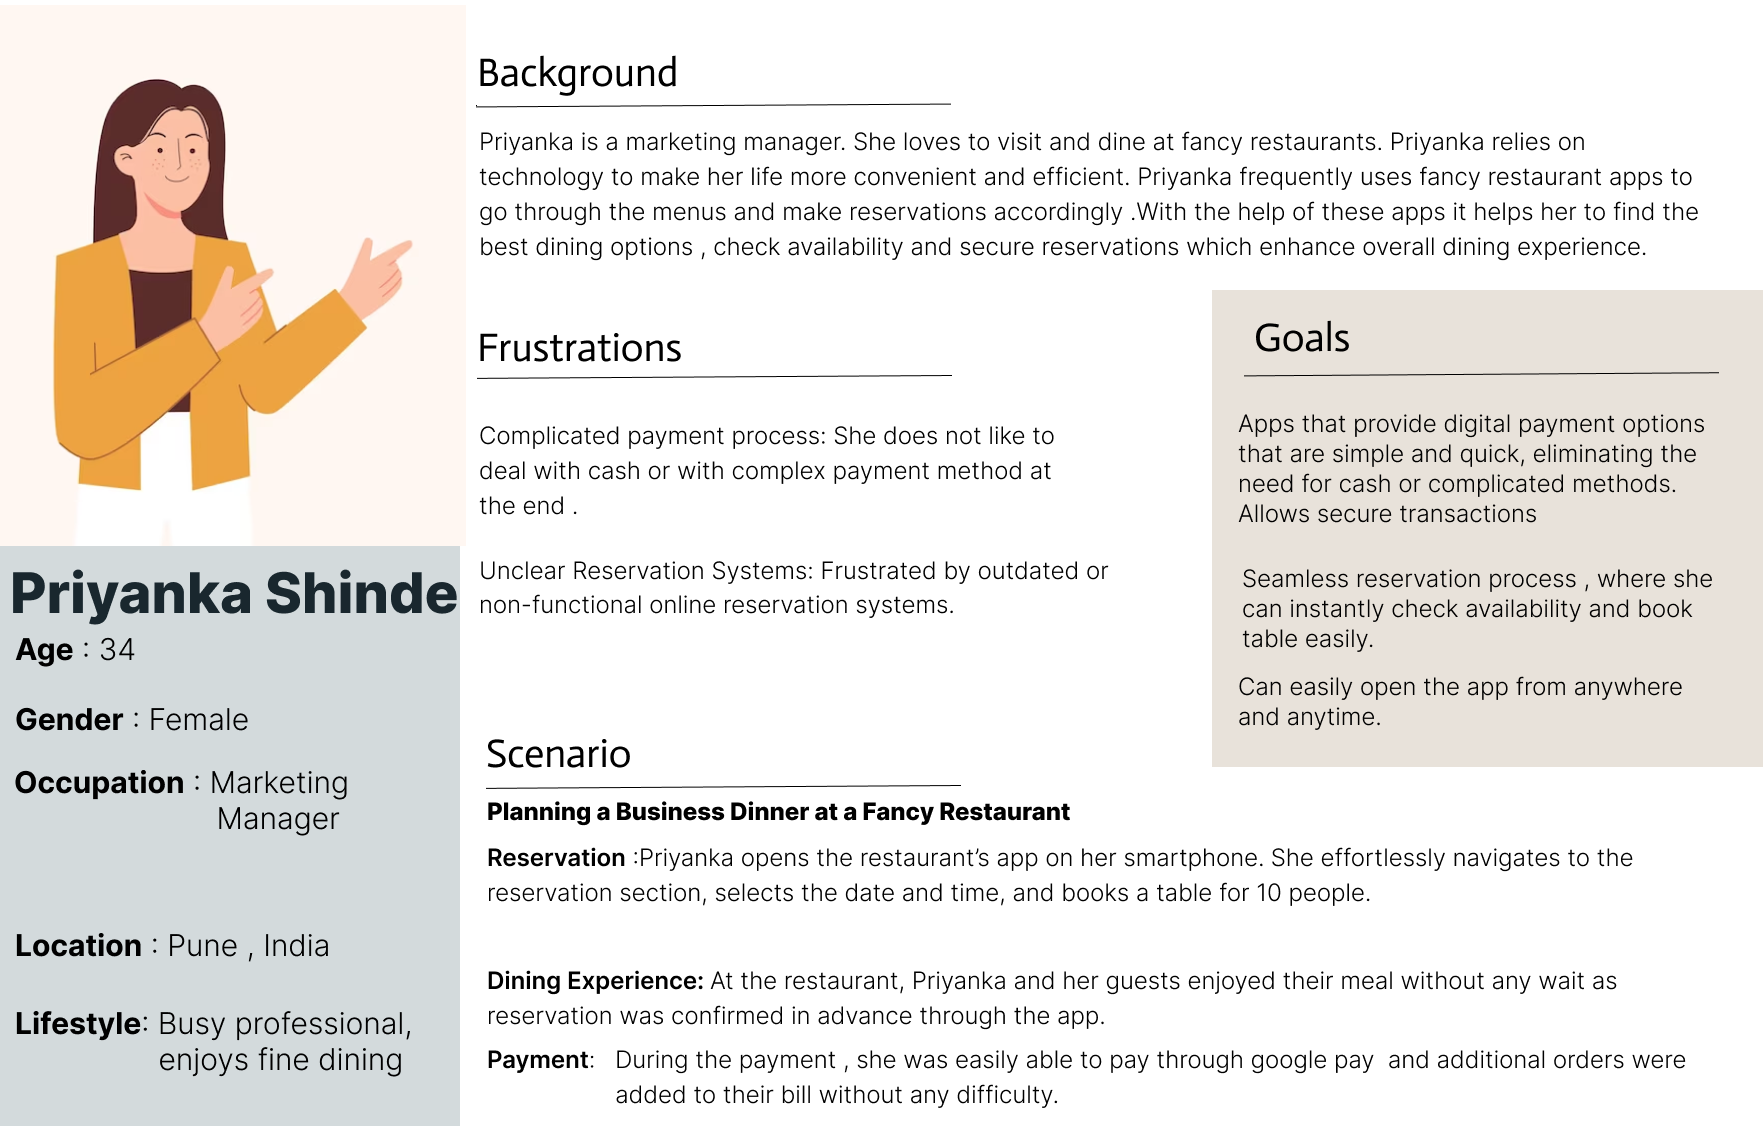 Background
Priyanka is a marketing manager. She loves to visit and dine at fancy restaurants. Priyanka relies on
technology to make her life more convenient and efficient. Priyanka frequently uses fancy restaurant apps to
go through the menus and make reservations accordingly .With the help of these apps it helps her to find the
best dining options , check availability and secure reservations which enhance overall dining experience.
Frustrations
Complicated payment process: She does not like to
deal with cash or with complex payment method at
the end .
Unclear Reservation Systems: Frustrated by outdated or
non-functional online reservation systems.
Goals
Apps that provide digital payment options
that are simple and quick, eliminating the
need for cash or complicated methods.
Allows secure transactions
Seamless reservation process , where she
can instantly check availability and book
table easily.
Can easily open the app from anywhere
and anytime.
Priyanka Shinde
Age : 34
Gender : Female
Occupation : Marketing
Manager
Location : Pune , India
Lifestyle: Busy professional,
enjoys fine dining
Scenario
Planning a Business Dinner at a Fancy Restaurant
Reservation :Priyanka opens the restaurant’s app on her smartphone. She effortlessly navigates to the
reservation section, selects the date and time, and books a table for 10 people.
Dining Experience: At the restaurant, Priyanka and her guests enjoyed their meal without any wait as
reservation was confirmed in advance through the app.
Payment: During the payment , she was easily able to pay through google pay and additional orders were
added to their bill without any difficulty.